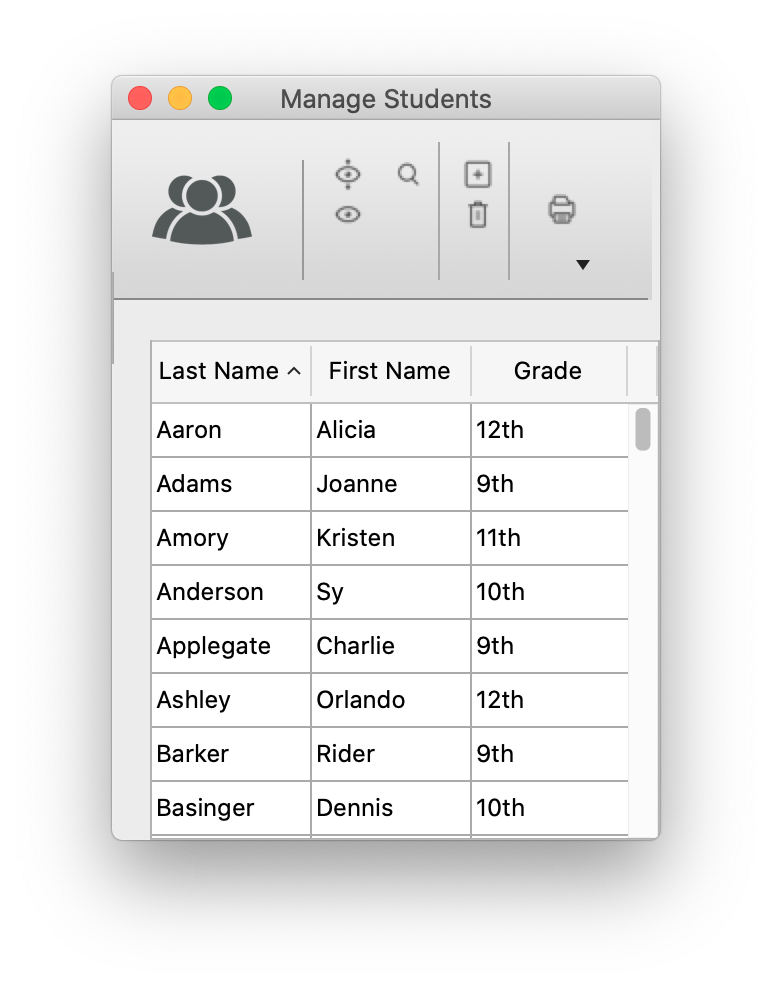 Manage Students
Last Name First Name Grade
Aaron Alicia 12th
Adams Joanne 9th
Amory Kristen 11th
Anderson Sy 10th
Applegate Charlie 9th
Ashley Orlando 12th
Barker Rider 9th
Basinger Dennis 10th